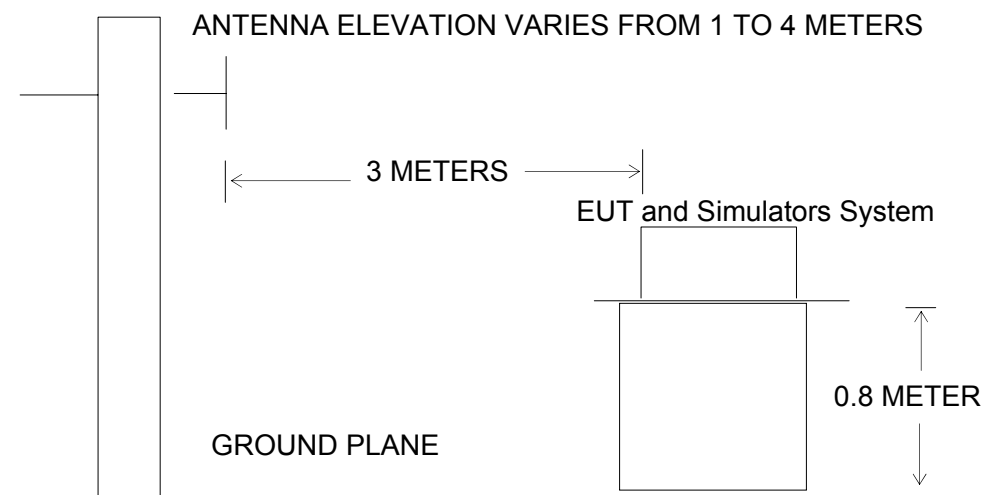 ANTENNA ELEVATION VARIES FROM 1 TO 4 METERS
3 METERS
EUT and Simulators System
0.8 METER
GROUND PLANE